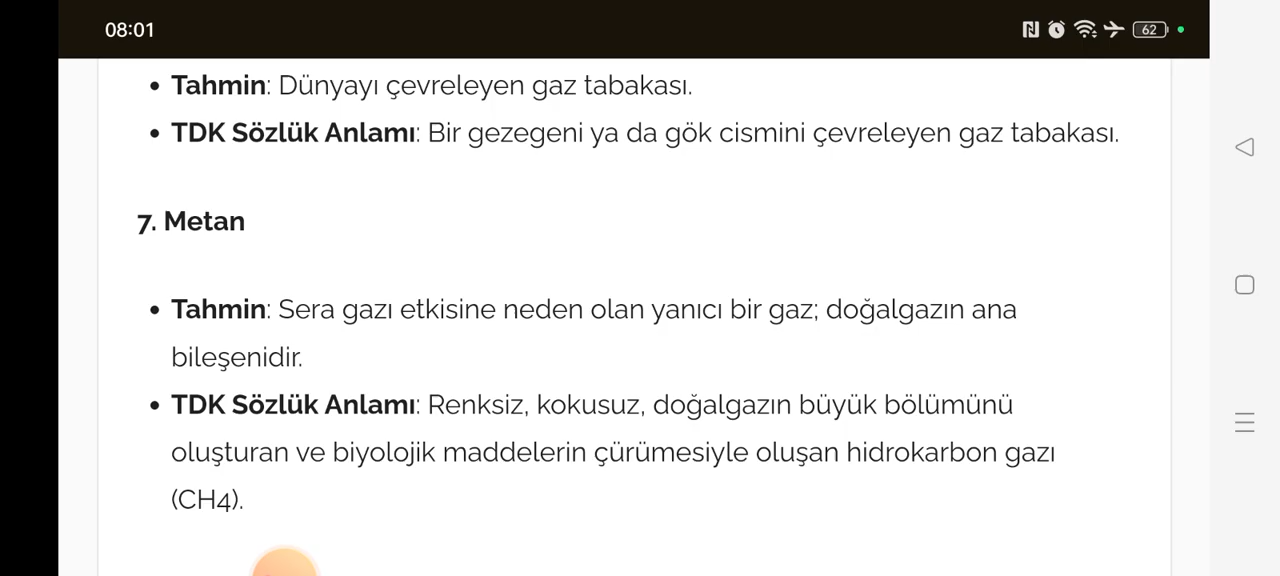 08:01
62
• Tahmin: Dünyayı çevreleyen gaz tabakası.
• TDK Sözlük Anlamı: Bir gezegeni ya da gök cismini çevreleyen gaz tabakası.
7. Metan
• Tahmin: Sera gazı etkisine neden olan yanıcı bir gaz; doğalgazın ana
bileşenidir.
• TDK Sözlük Anlamı: Renksiz, kokusuz, doğalgazın büyük bölümünü
oluşturan ve biyolojik maddelerin çürümesiyle oluşan hidrokarbon gazı
(CH4).